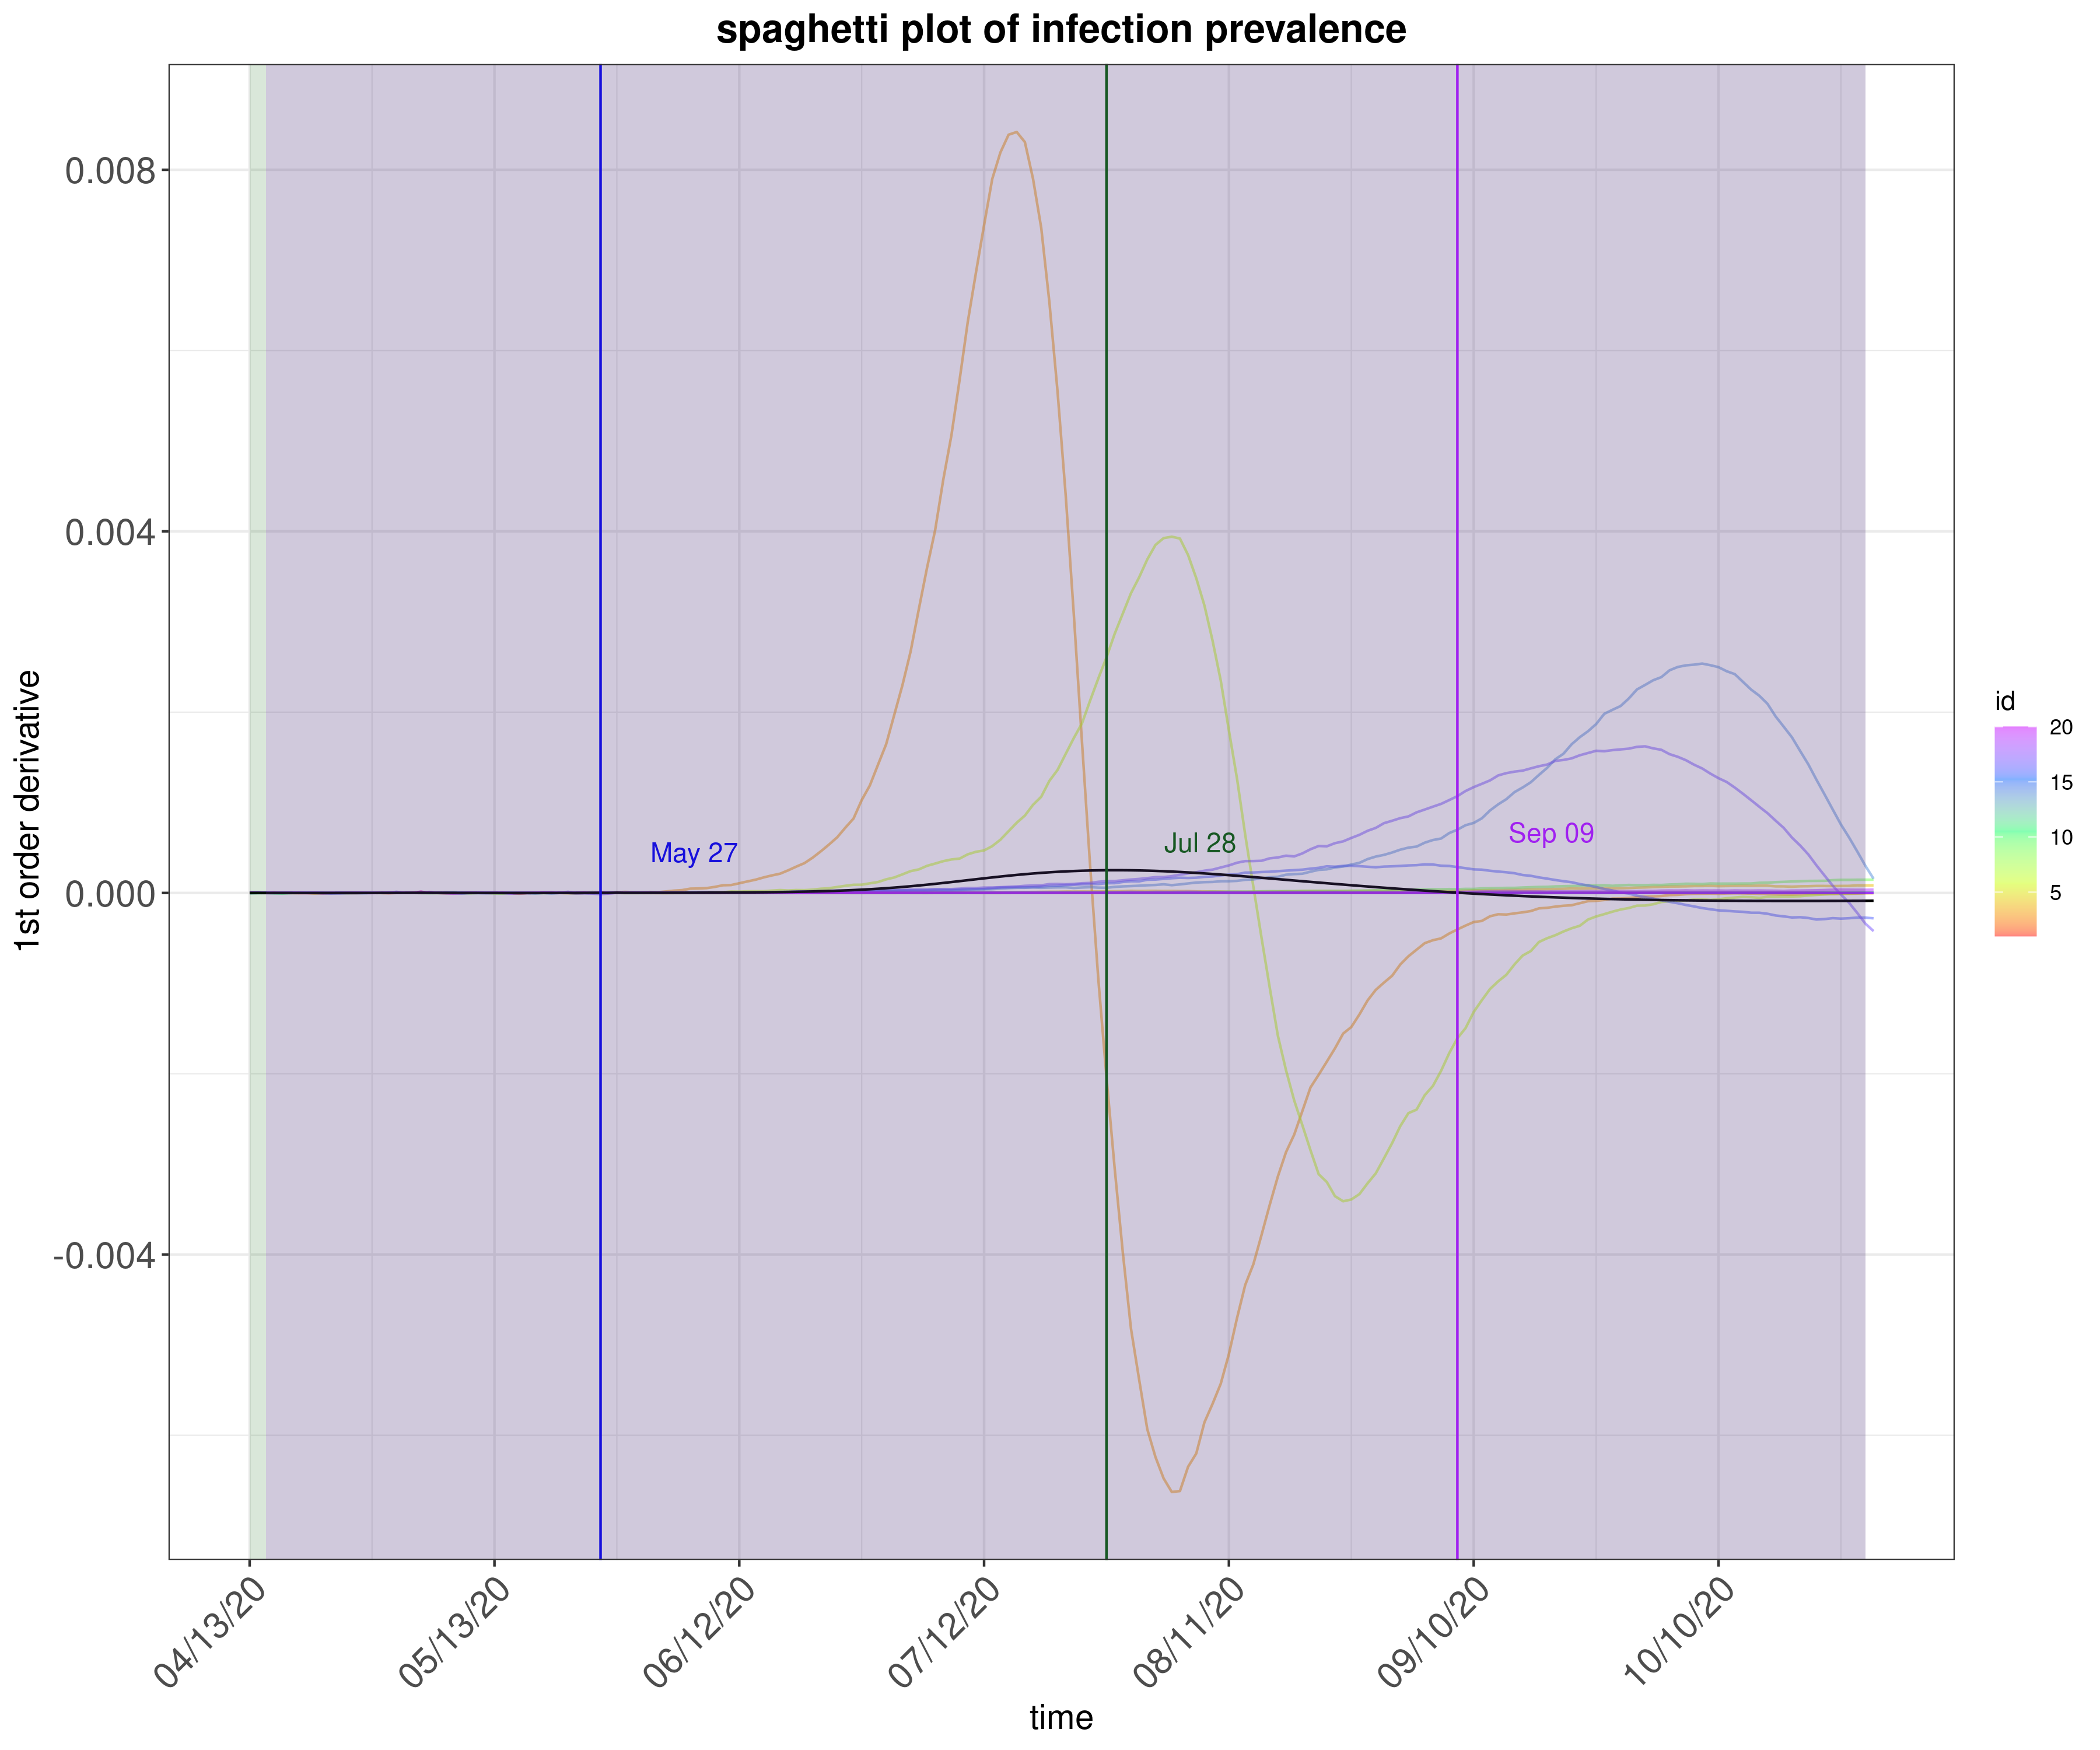 spaghetti plot of infection prevalence
1st order derivative
0.008
0.004
0.000
-0.004
May 27
Jul 28
Sep 09
04/13/20
05/13/20
06/12/20
07/12/20
08/11/20
09/10/20
10/10/20
time
id
20
15
10
5